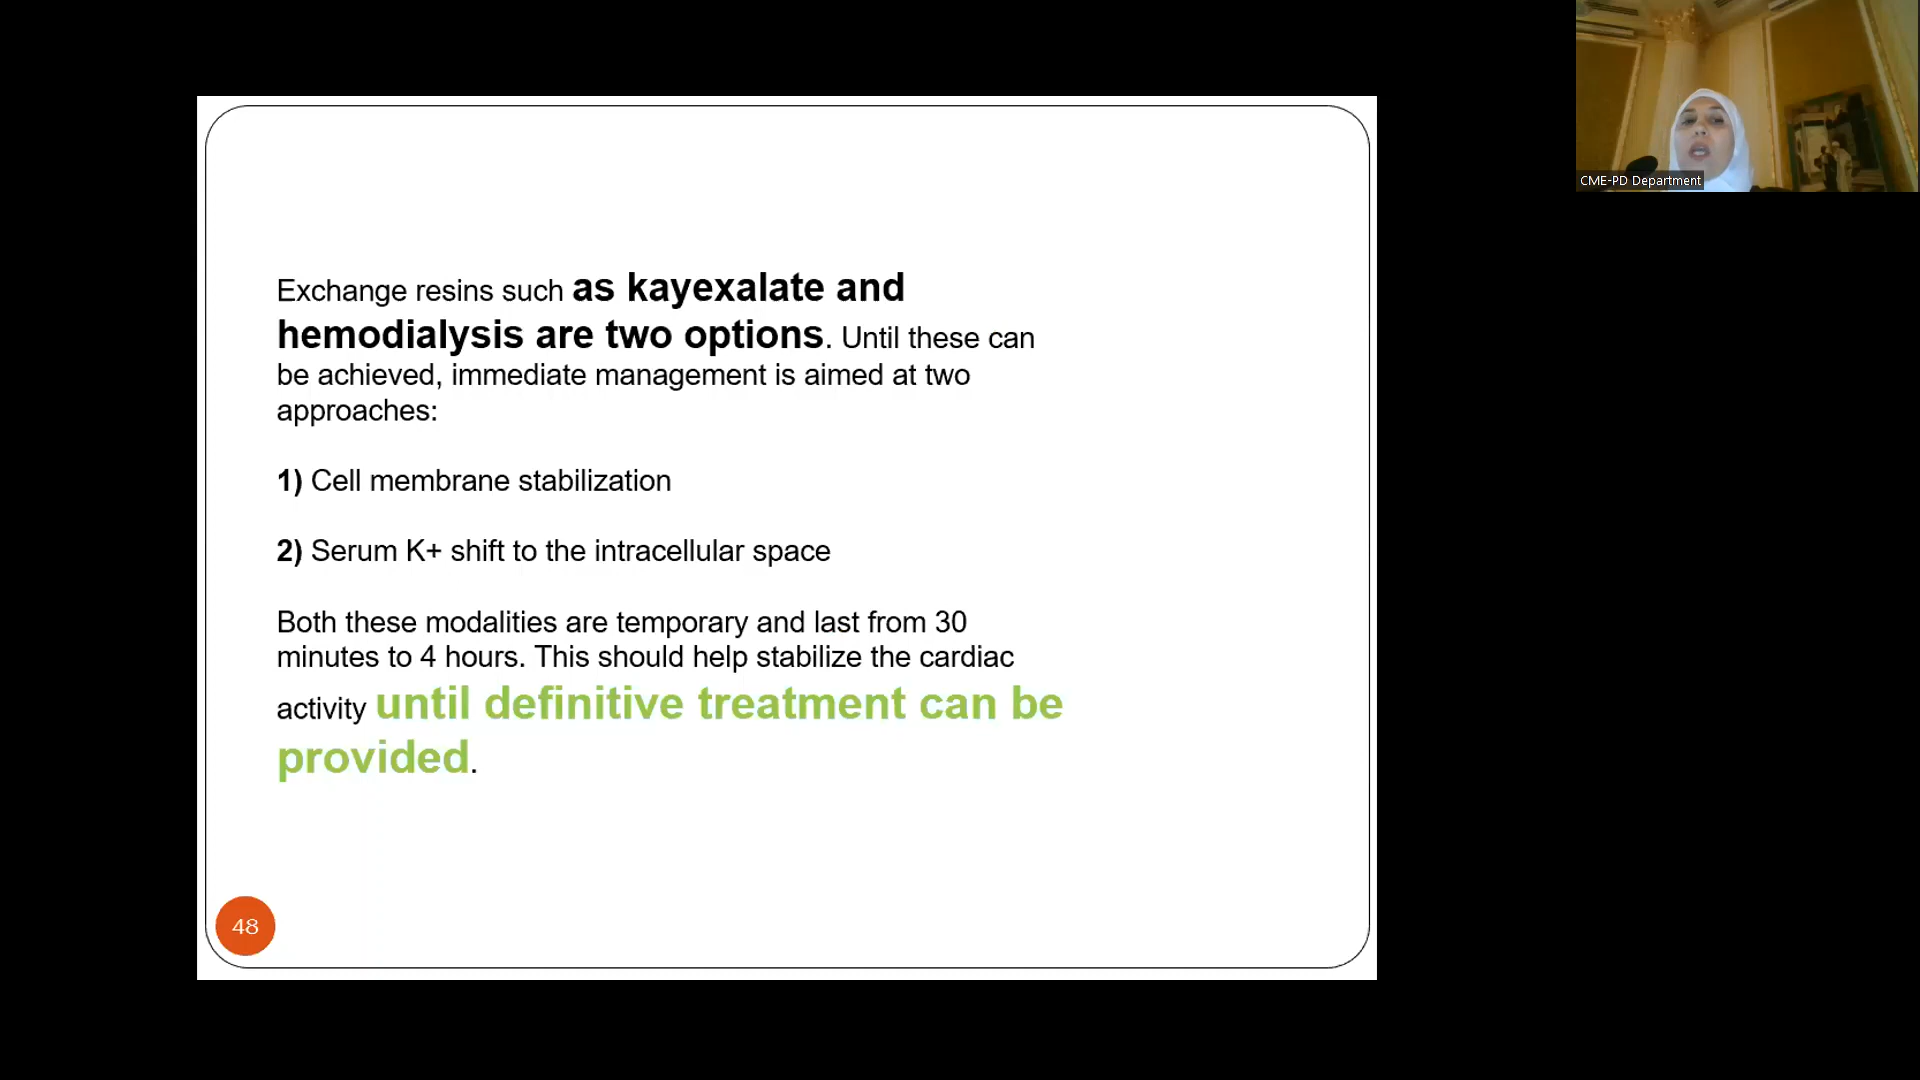 CME-PD Department
Exchange resins such as kayexalate and
hemodialysis are two options. Until these can
be achieved, immediate management is aimed at two
approaches:
1) Cell membrane stabilization
2) Serum K+ shift to the intracellular space
Both these modalities are temporary and last from 30
minutes to 4 hours. This should help stabilize the cardiac
activity until definitive treatment can be
provided.
48